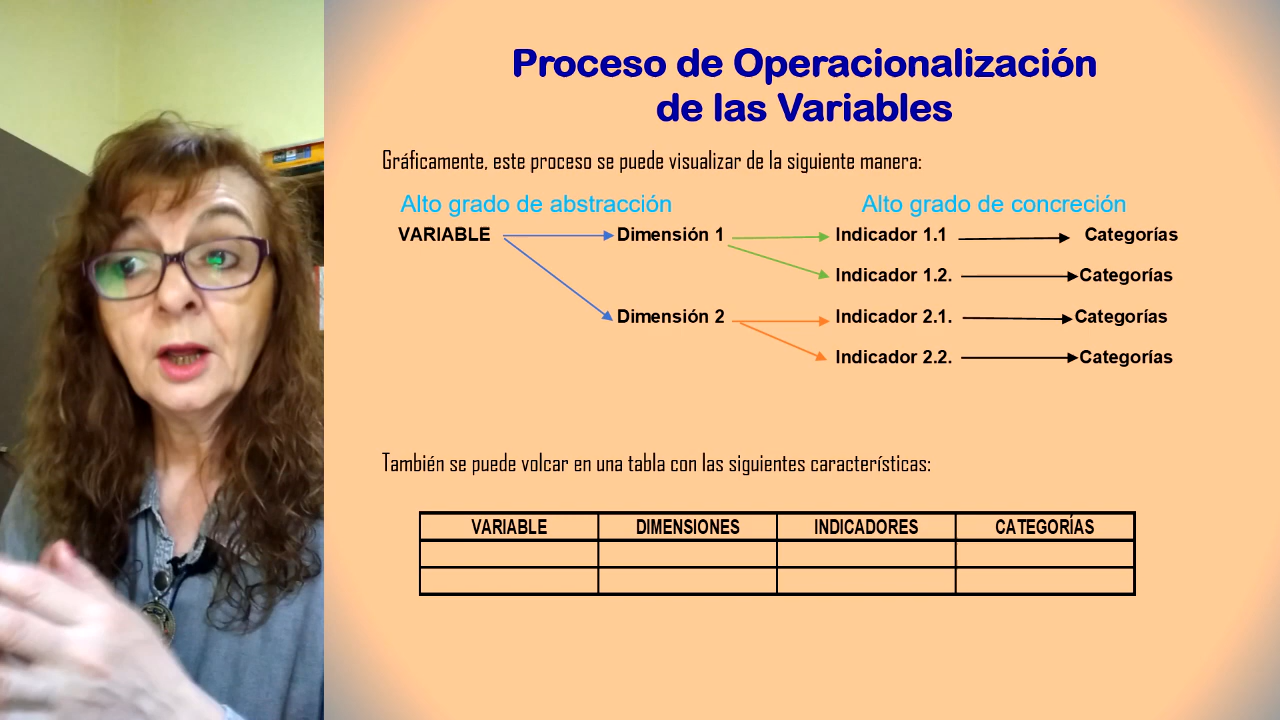 Proceso de Operacionalización
de las Variables
Gráficamente, este proceso se puede visualizar de la siguiente manera:
Alto grado de abstracción Alto grado de concreción
VARIABLE Dimensión 1 Indicador 1.1 Categorías
Indicador 1.2. Categorías
Dimensión 2 Indicador 2.1. Categorías
Indicador 2.2. Categorías
También se puede volcar en una tabla con las siguientes características:
VARIABLE DIMENSIONES INDICADORES CATEGORÍAS